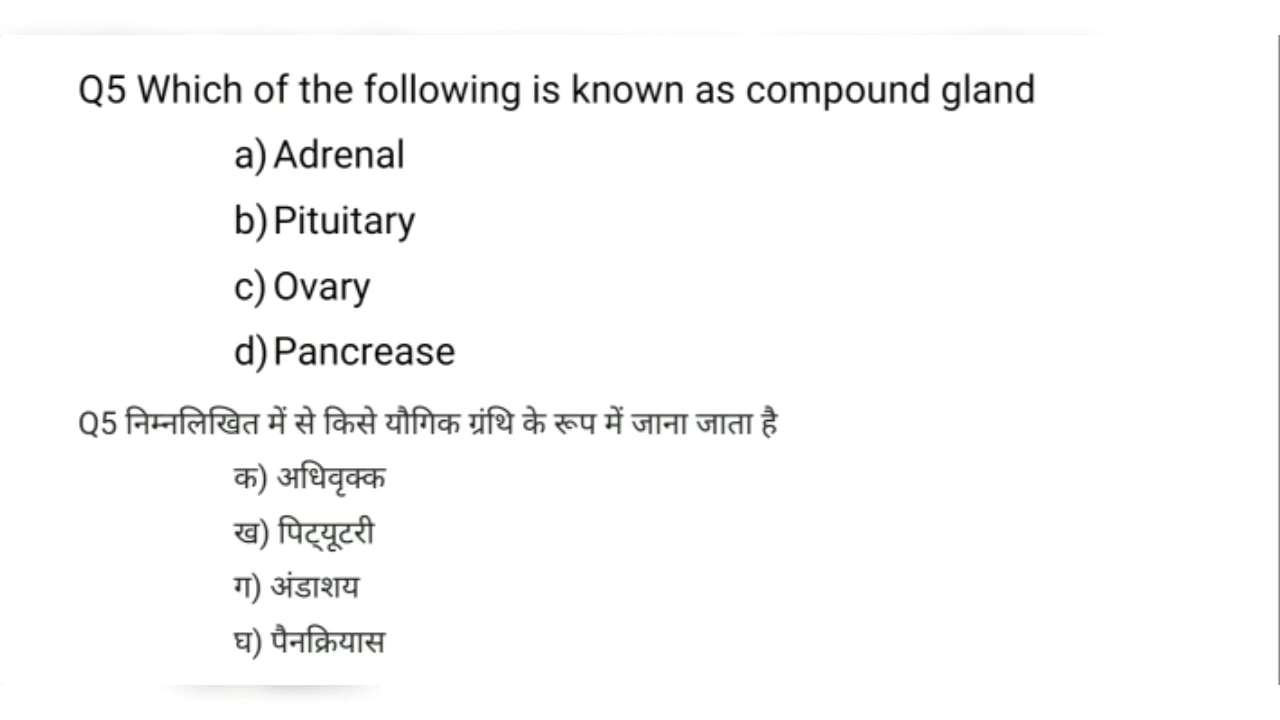 Q5 Which of the following is known as compound gland
a) Adrenal
b) Pituitary
c) Ovary
d) Pancrease
Q5 निम्नलिखित में से किसे यौगिक ग्रंथि के रूप में जाना जाता है
क) अधिवृक्क
ख) पिट्यूटरी
ग) अंडाशय
घ) पैनक्रियास